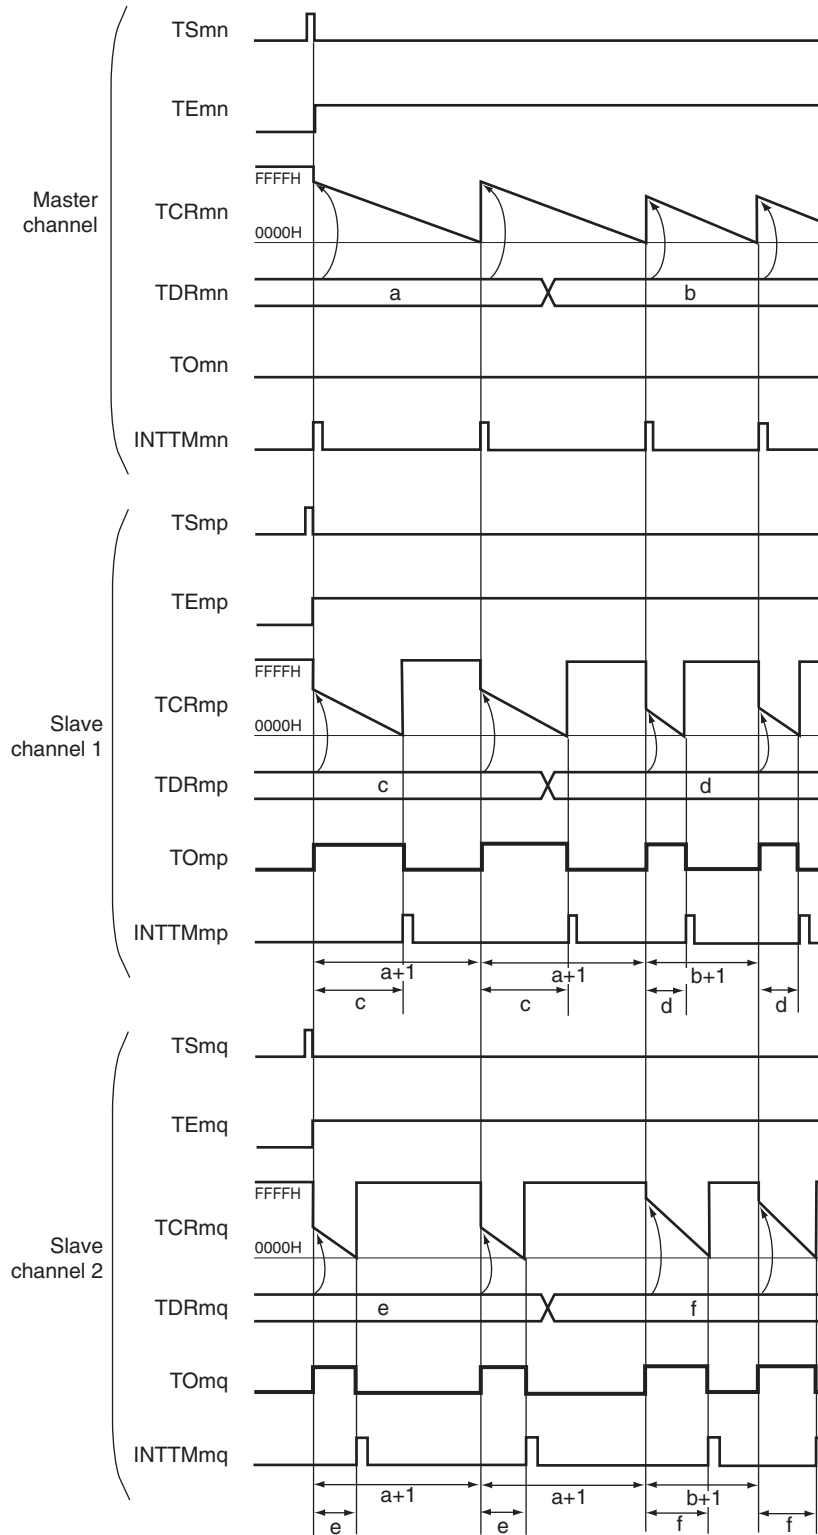 TSmn
TEmn
FFFFH
Master
channel
TCRmn
0000H
TDRmn
a
b
TOmn
INTTMmn
TSmp
TEmp
FFFFH
TCRmp
Slave
channel 1
0000H
TDRmp
c
d
TOmp
INTTMmp
a+1
a+1
b+1
c
c
d
d
TSmq
TEmq
FFFFH
TCRmq
Slave
channel 2
0000H
TDRmq
e
f
TOmq
INTTMmq
a+1
a+1
b+1
e
e
f
f